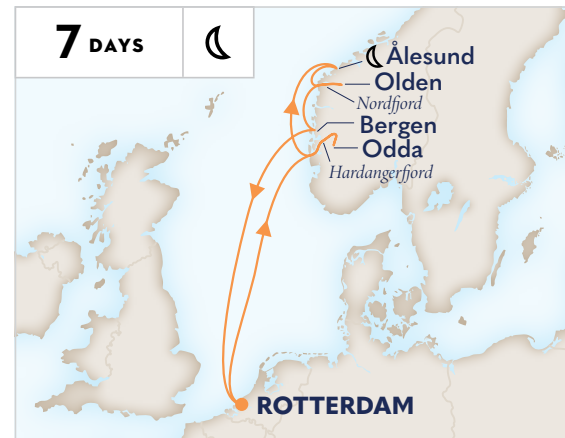 7 DAYS
Ålesund
Olden
Nordfjord
Bergen
Odda
Hardangerfjord
ROTTERDAM